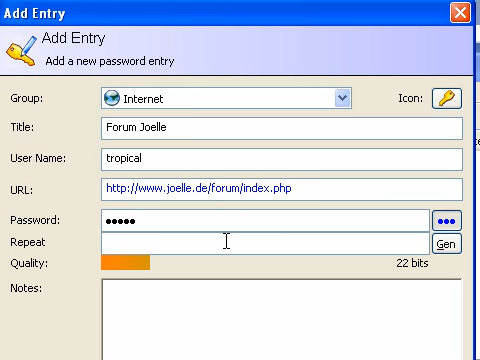 Add Entry
Add Entry
Add a new password entry
Group: Internet Icon:
Title: Forum Joelle
User Name: tropical
URL: http://www.joelle.de/forum/index.php
Password: •••••
Repeat Gen
Quality: 22 bits
Notes: